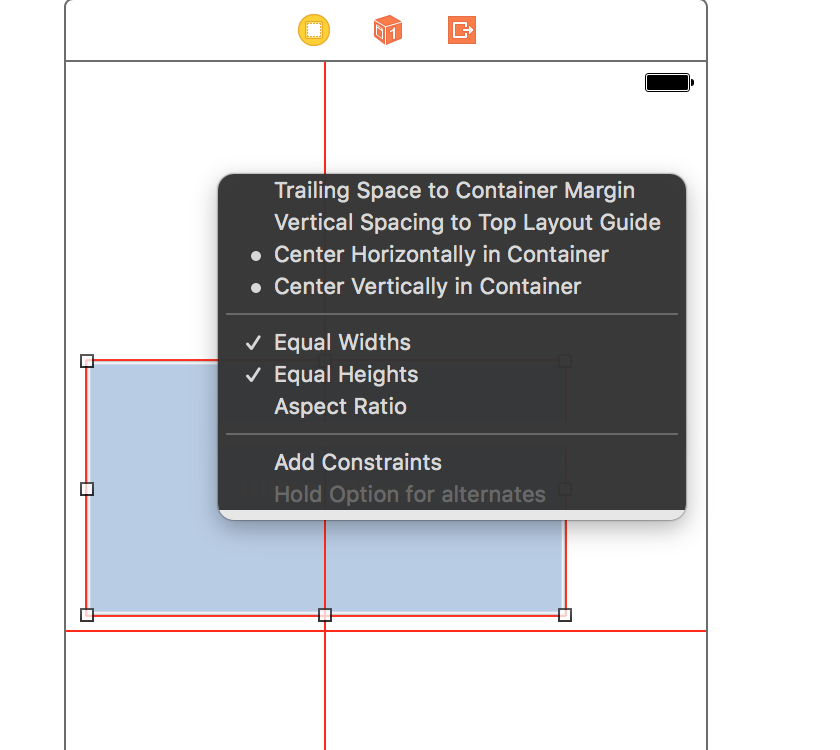 1
Trailing Space to Container Margin
Vertical Spacing to Top Layout Guide
Center Horizontally in Container
Center Vertically in Container
Equal Widths
Equal Heights
Aspect Ratio
Add Constraints
Hold Option for alternates